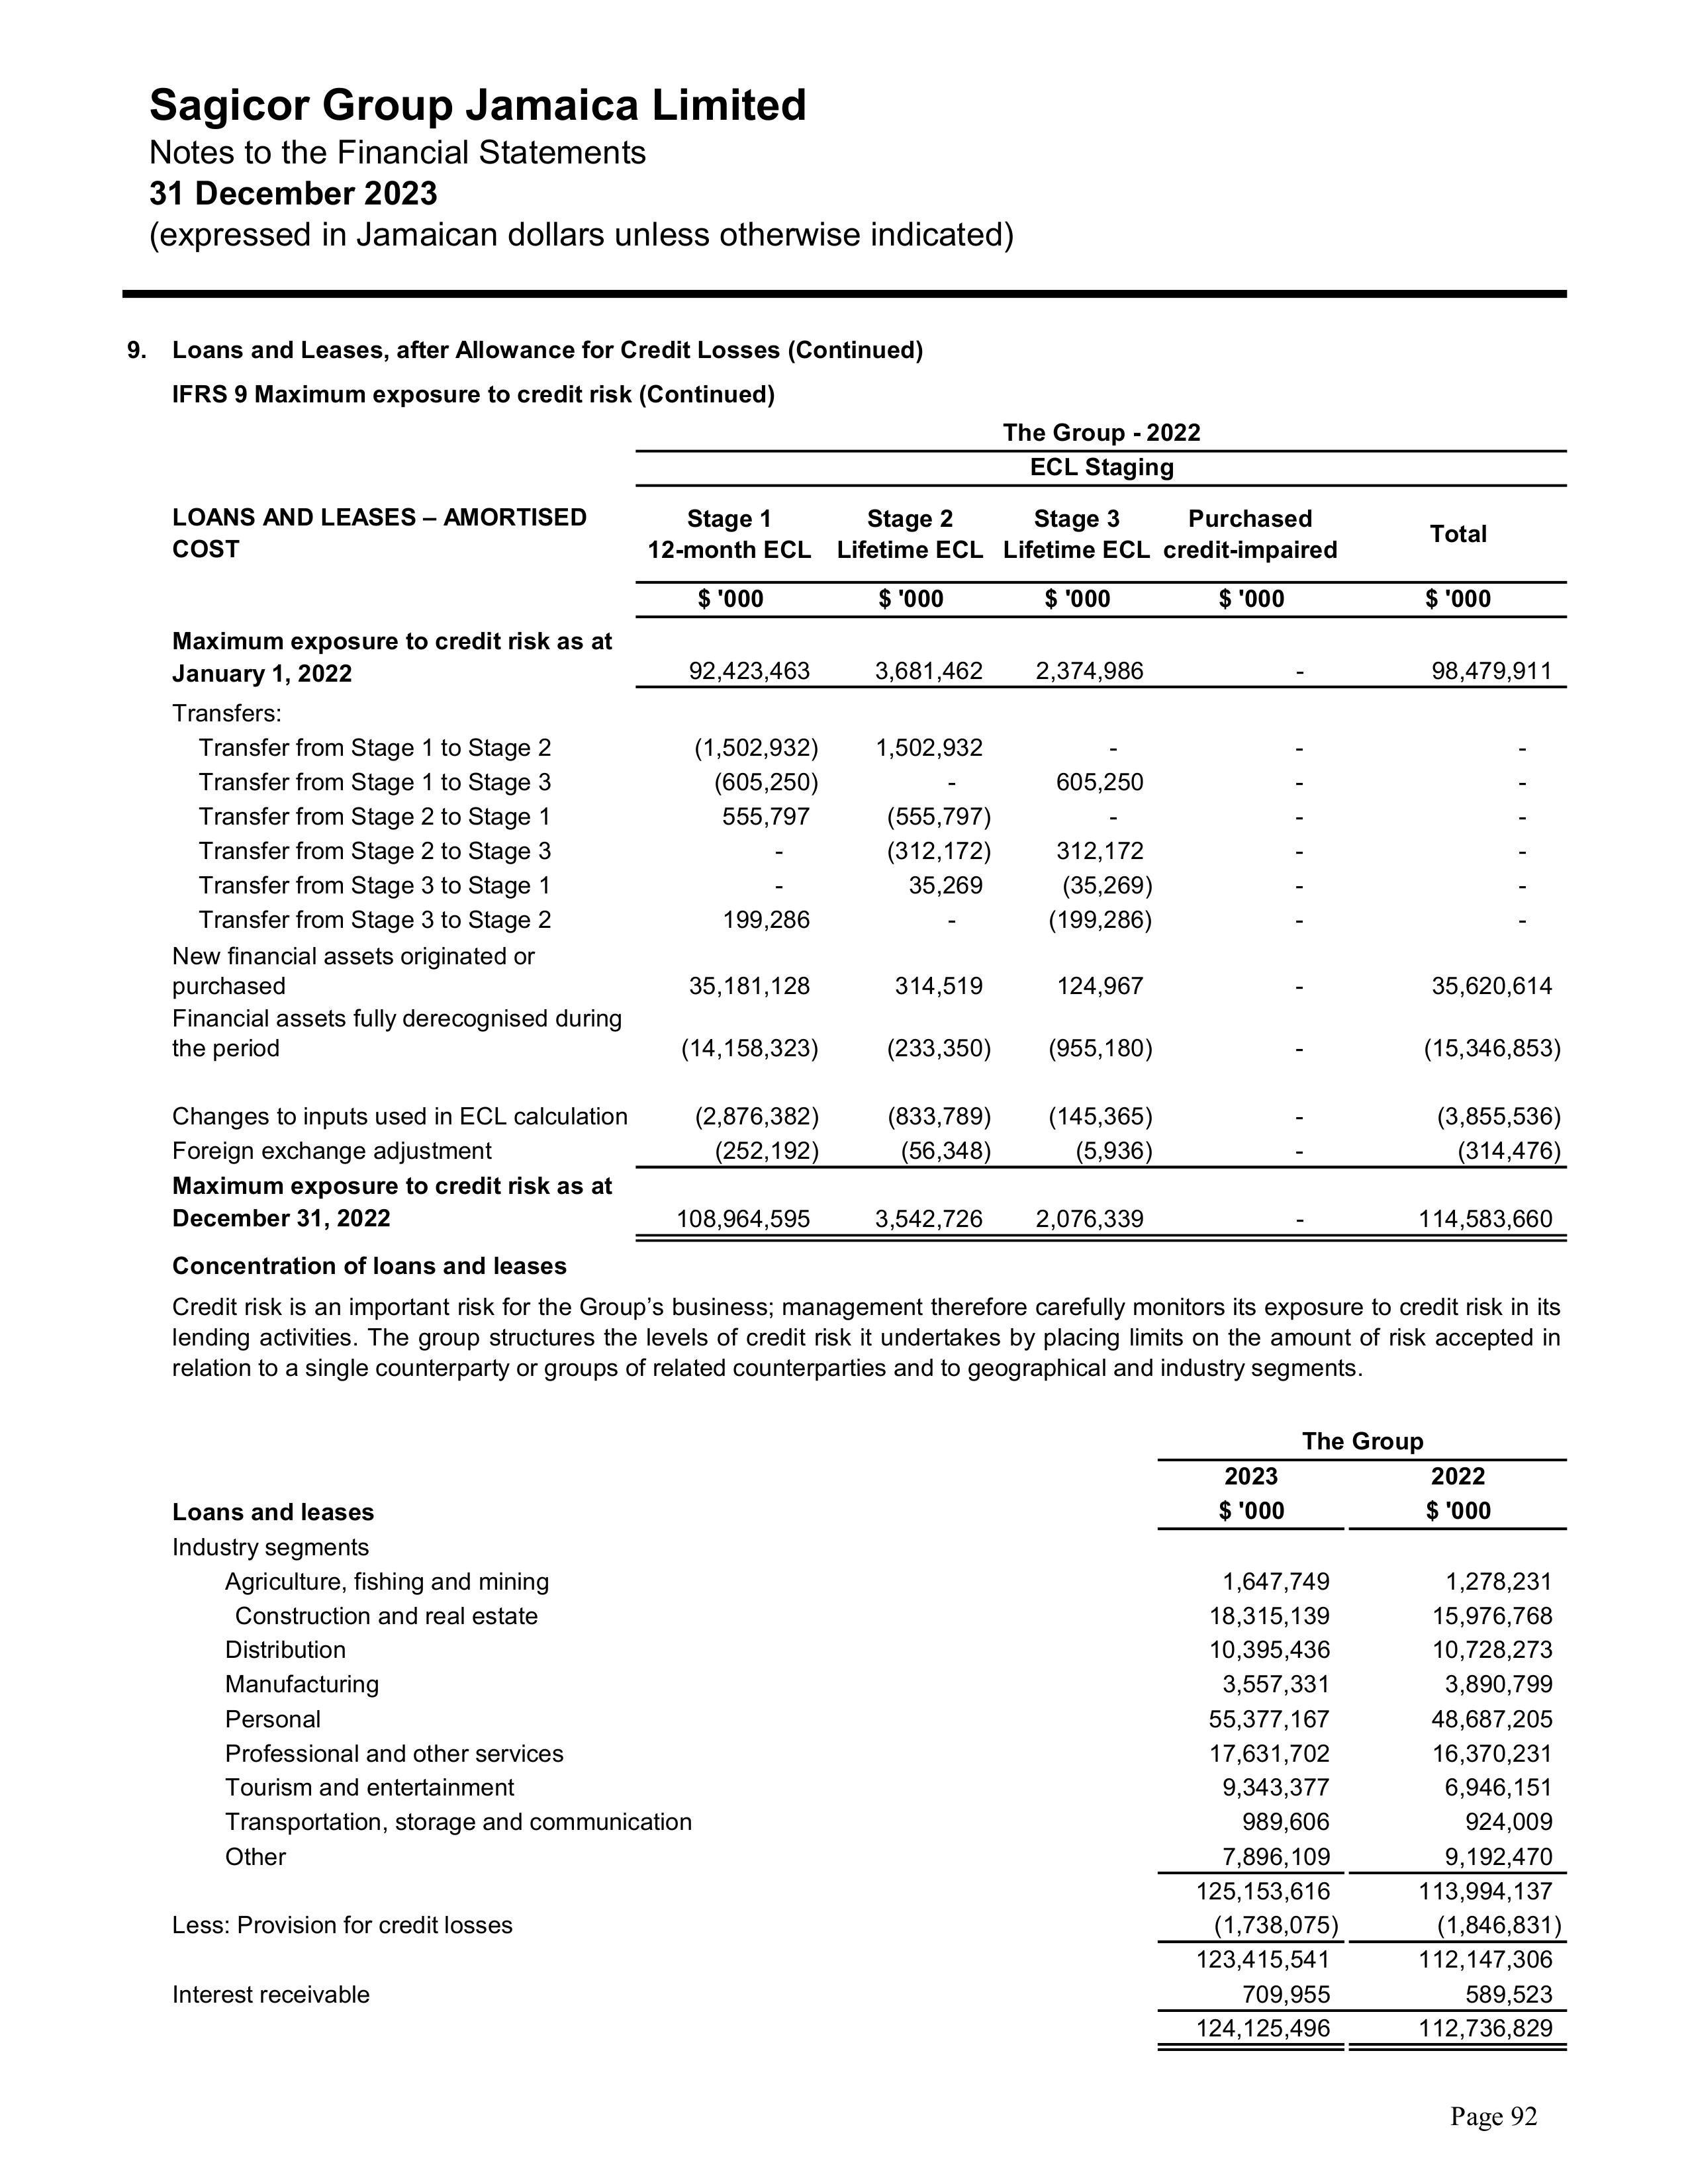 Sagicor Group Jamaica Limited
Notes to the Financial Statements
31 December 2023
(expressed in Jamaican dollars unless otherwise indicated)
9. Loans and Leases, after Allowance for Credit Losses (Continued)
IFRS 9 Maximum exposure to credit risk (Continued)
The Group - 2022
ECL Staging
LOANS AND LEASES – AMORTISED COST
Stage 1 12-month ECL Stage 2 Lifetime ECL Stage 3 Lifetime ECL Purchased credit-impaired Total
$ '000 $ '000 $ '000 $ '000 $ '000
Maximum exposure to credit risk as at
January 1, 2022 92,423,463 3,681,462 2,374,986 - 98,479,911
Transfers:
Transfer from Stage 1 to Stage 2 (1,502,932) 1,502,932 - - -
Transfer from Stage 1 to Stage 3 (605,250) - 605,250 - -
Transfer from Stage 2 to Stage 1 555,797 (555,797) - - -
Transfer from Stage 2 to Stage 3 - (312,172) 312,172 - -
Transfer from Stage 3 to Stage 1 - 35,269 (35,269) - -
Transfer from Stage 3 to Stage 2 199,286 - (199,286) - -
New financial assets originated or
purchased 35,181,128 314,519 124,967 - 35,620,614
Financial assets fully derecognised during
the period (14,158,323) (233,350) (955,180) - (15,346,853)
Changes to inputs used in ECL calculation (2,876,382) (833,789) (145,365) - (3,855,536)
Foreign exchange adjustment (252,192) (56,348) (5,936) - (314,476)
Maximum exposure to credit risk as at
December 31, 2022 108,964,595 3,542,726 2,076,339 - 114,583,660
Concentration of loans and leases
Credit risk is an important risk for the Group’s business; management therefore carefully monitors its exposure to credit risk in its
lending activities. The group structures the levels of credit risk it undertakes by placing limits on the amount of risk accepted in
relation to a single counterparty or groups of related counterparties and to geographical and industry segments.
The Group
2023 2022
Loans and leases $ '000 $ '000
Industry segments
Agriculture, fishing and mining 1,647,749 1,278,231
Construction and real estate 18,315,139 15,976,768
Distribution 10,395,436 10,728,273
Manufacturing 3,557,331 3,890,799
Personal 55,377,167 48,687,205
Professional and other services 17,631,702 16,370,231
Tourism and entertainment 9,343,377 6,946,151
Transportation, storage and communication 989,606 924,009
Other 7,896,109 9,192,470
125,153,616 113,994,137
Less: Provision for credit losses (1,738,075) (1,846,831)
123,415,541 112,147,306
Interest receivable 709,955 589,523
124,125,496 112,736,829
Page 92